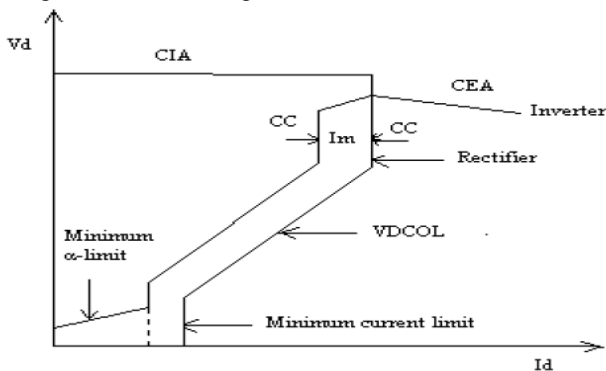 Vd
CIA
CEA
Inverter
CC
Im
CC
Rectifier
Minimum
α-limit
VDCOL
Minimum current limit
Id